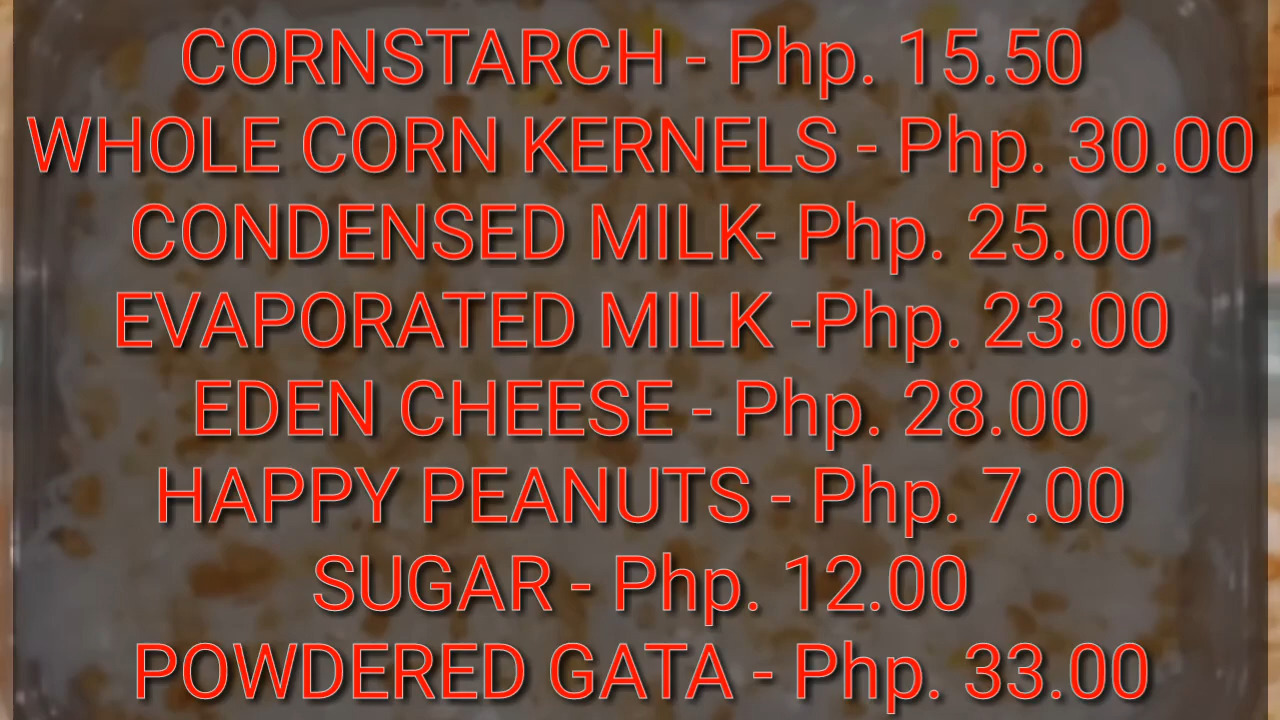 CORNSTARCH - Php. 15.50
WHOLE CORN KERNELS - Php. 30.00
CONDENSED MILK- Php. 25.00
EVAPORATED MILK -Php. 23.00
EDEN CHEESE - Php. 28.00
HAPPY PEANUTS - Php. 7.00
SUGAR - Php. 12.00
POWDERED GATA - Php. 33.00